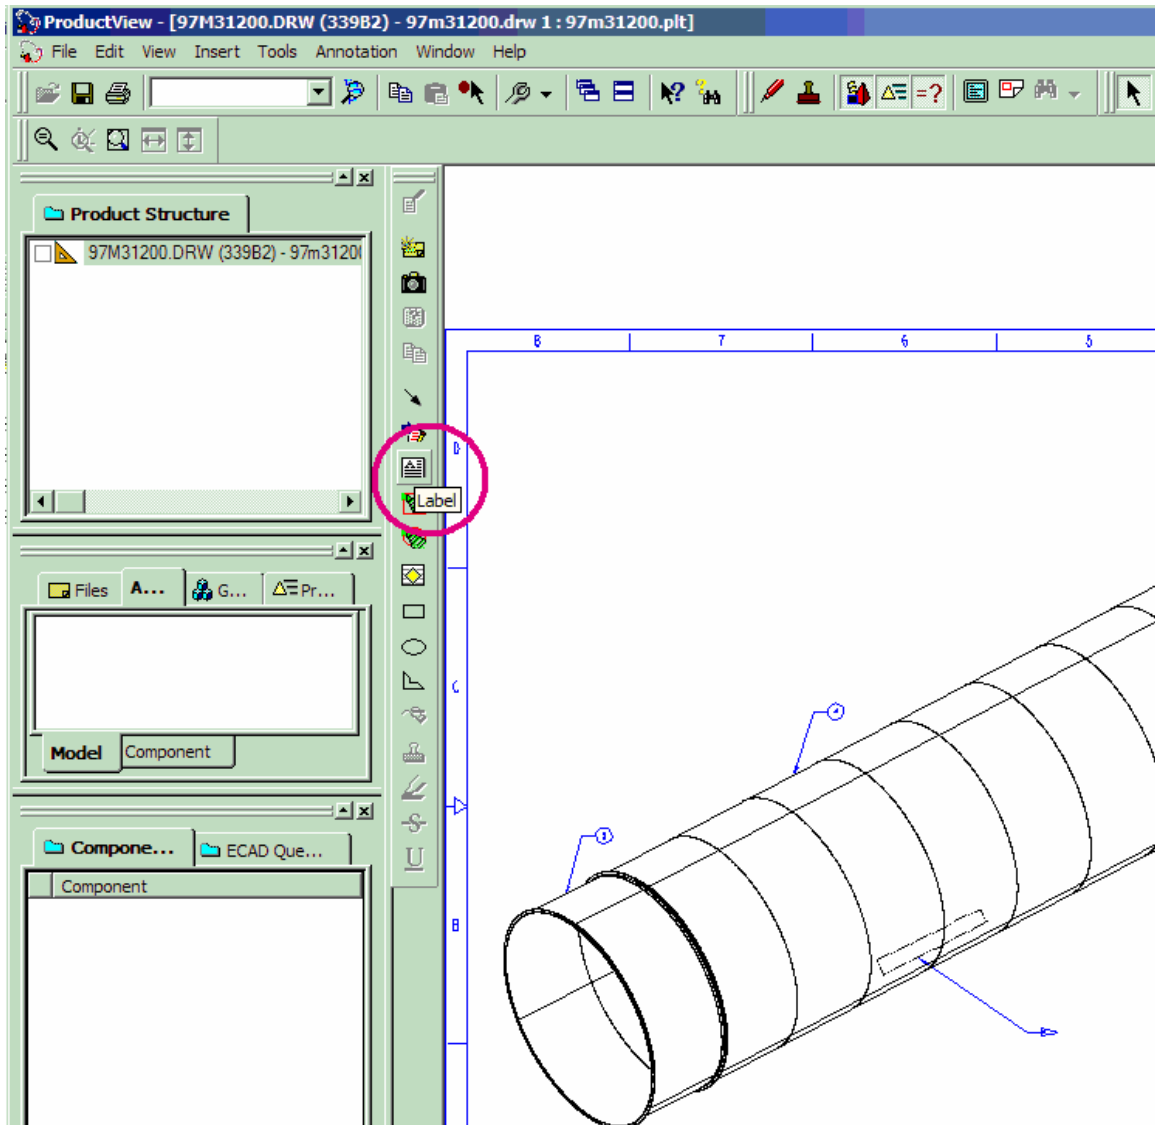 ProductView - [97M31200.DRW (339B2) - 97m31200.drw 1 : 97m31200.plt]
File Edit View Insert Tools Annotation Window Help
=?
Product Structure
97M31200.DRW (339B2) - 97m3120
8 7 6 5
D
Label
Files A... G... Pr...
C
Model Component
S
U
Compone... ECAD Que...
Component
B